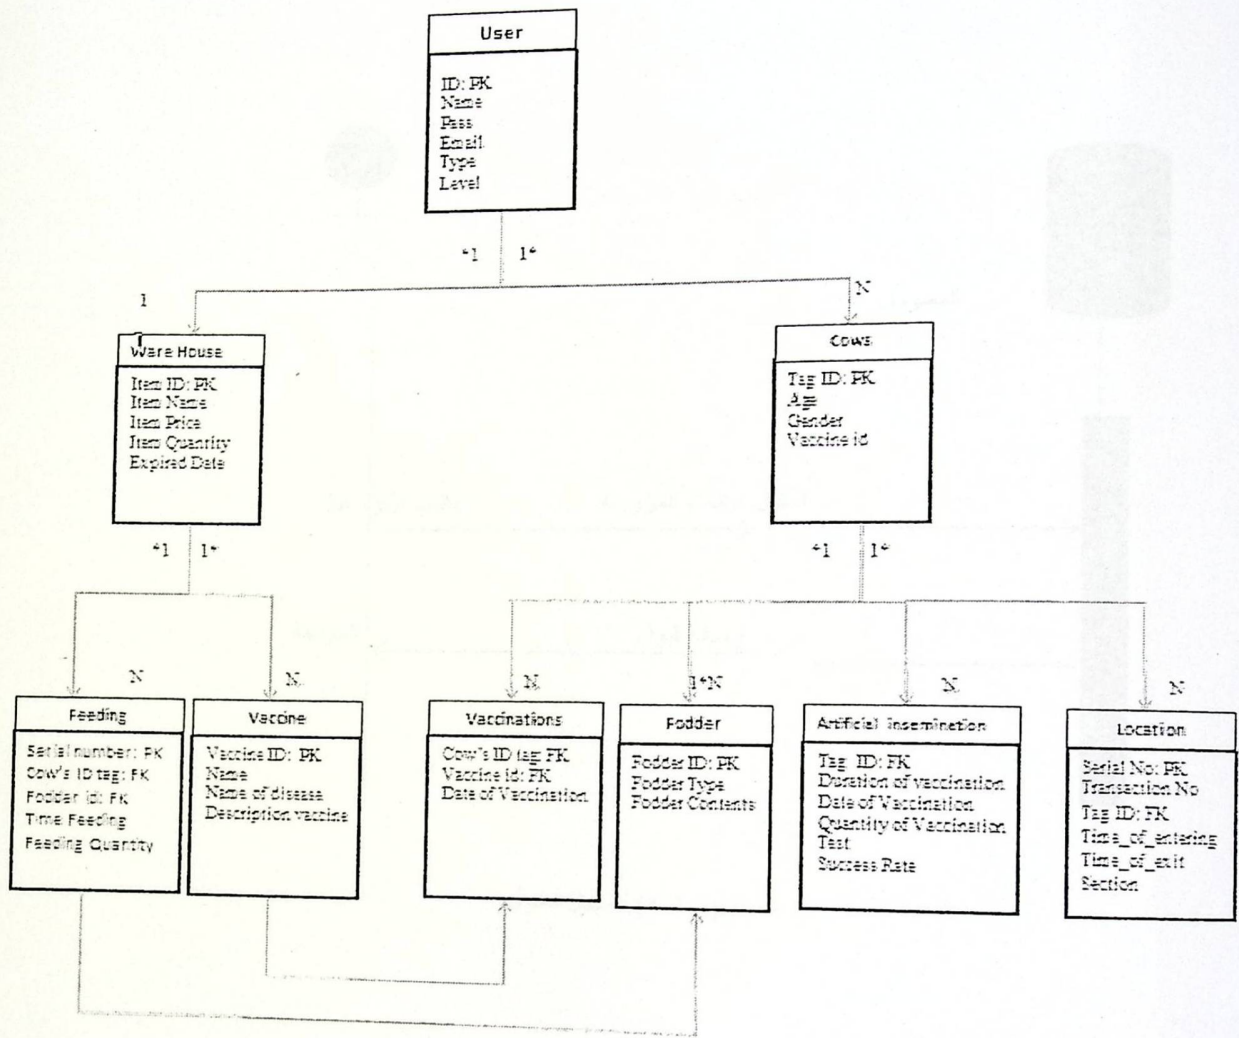 User
ID: PK
Name
Pass
Email
Type
Level
*1 1*
1
N
Ware House
Item ID: PK
Item Name
Item Price
Item Quantity
Expired Date
Cows
Tag ID: PK
Age
Gender
Vaccine id
*1 1*
*1 1*
N
N
N
1*N
N
N
Feeding
Serial number: PK
Cow's ID tag: FK
Fodder id: FK
Time Feeding
Feeding Quantity
Vaccine
Vaccine ID: PK
Name
Name of disease
Description vaccine
Vaccinations
Cow's ID tag: FK
Vaccine id: FK
Date of Vaccination
Fodder
Fodder ID: PK
Fodder Type
Fodder Contents
Artificial Insemination
Tag ID: FK
Duration of vaccination
Date of Vaccination
Quantity of Vaccination
Test
Success Rate
Location
Serial No: PK
Transaction No
Tag ID: FK
Time_of_entering
Time_of_exit
Section